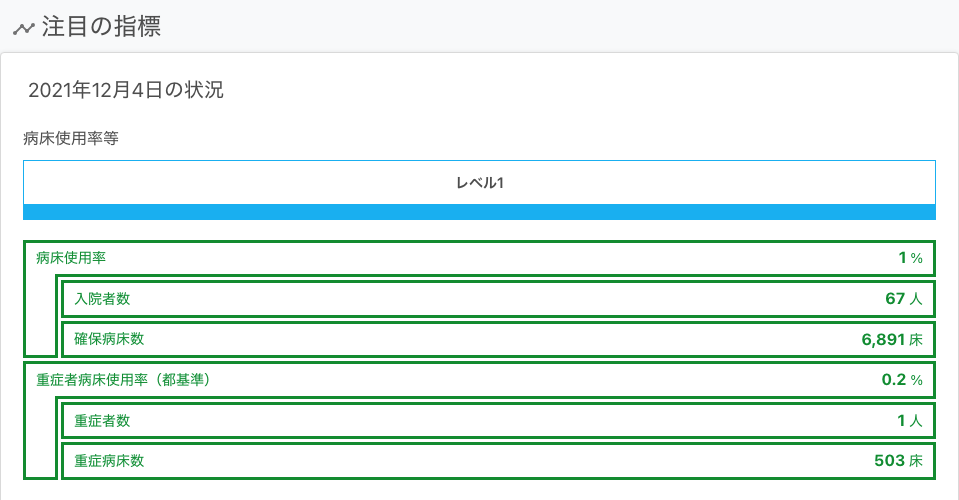 注目の指標
2021年12月4日の状況
病床使用率等
レベル1
病床使用率 1 %
入院者数 67 人
確保病床数 6,891 床
重症者病床使用率（都基準） 0.2 %
重症者数 1 人
重症病床数 503 床